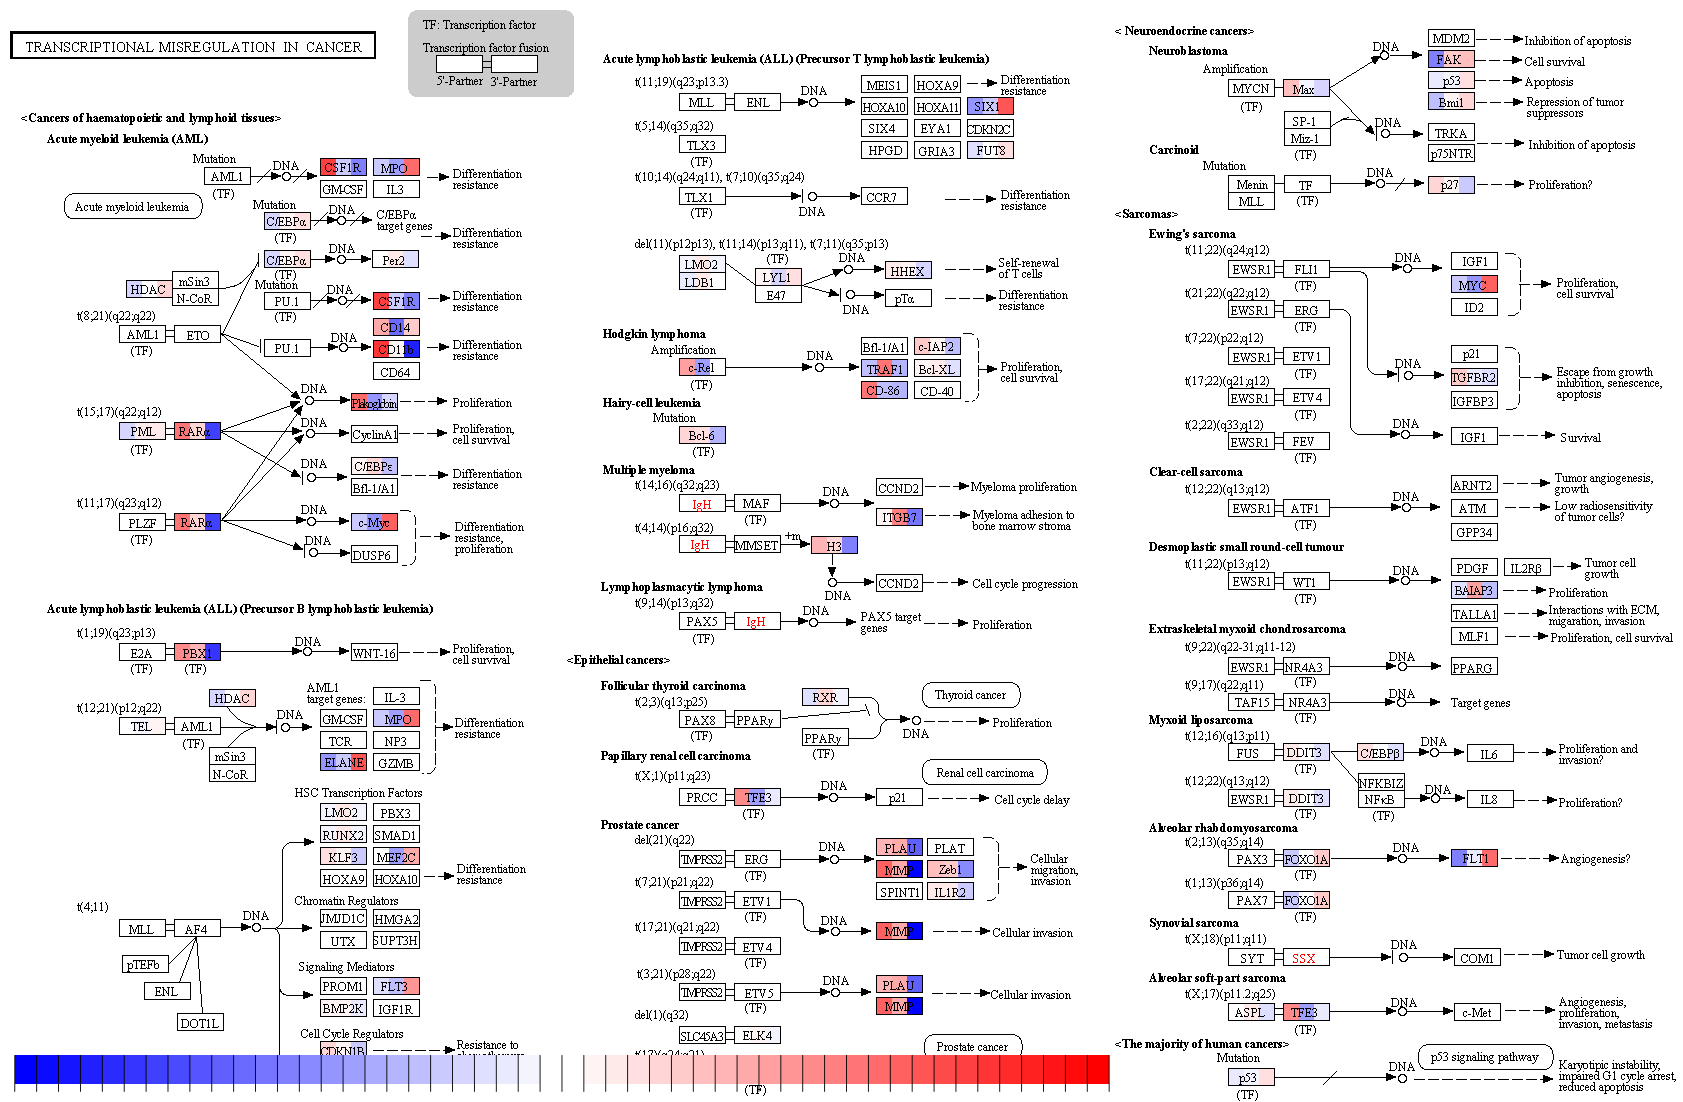 TRANSCRIPTIONAL MISREGULATION IN CANCER
TF: Transcription factor
Transcription factor fusion
5'-Partner 3'-Partner
<Cancers of haematopoietic and lymphoid tissues>
Acute myeloid leukemia (AML)
Mutation
AML1
(TF)
DNA
CSF1R
MPO
GM-CSF
IL3
Differentiation
resistance
Acute myeloid leukemia
Mutation
C/EBPα
(TF)
DNA
C/EBPα
target genes
Differentiation
resistance
C/EBPα
(TF)
DNA
Per2
HDAC
mSin3
N-CoR
Mutation
PU.1
(TF)
DNA
CSF1R
Differentiation
resistance
t(8;21)(q22;q22)
AML1
ETO
(TF)
PU.1
DNA
CD14
CD11b
CD64
Differentiation
resistance
DNA
Plakoglobin
Proliferation
t(15;17)(q22;q12)
PML
RARα
(TF)
DNA
CyclinA1
Proliferation,
cell survival
DNA
C/EBPε
Bfl-1/A1
Differentiation
resistance
t(11;17)(q23;q12)
PLZF
RARα
(TF)
DNA
c-Myc
DNA
DUSP6
Differentiation
resistance,
proliferation
Acute lymphoblastic leukemia (ALL) (Precursor B lymphoblastic leukemia)
t(1;19)(q23;p13)
E2A
PBX1
(TF)
(TF)
DNA
WNT-16
Proliferation,
cell survival
t(12;21)(p12;q22)
TEL
AML1
(TF)
HDAC
mSin3
N-CoR
DNA
AML1
target genes:
IL-3
GM-CSF
MPO
TCR
NP3
ELANE
GZMB
Differentiation
resistance
HSC Transcription Factors
LMO2
PBX3
RUNX2
SMAD1
KLF3
MEF2C
HOXA9
HOXA10
Differentiation
resistance
t(4;11)
MLL
AF4
DNA
pTEFb
ENL
DOT1L
Chromatin Regulators
JMJD1C
HMGA2
UTX
SUPT3H
Signaling Mediators
PROM1
FLT3
BMP2K
IGF1R
Cell Cycle Regulators
CDKN1B
Resistance to
Acute lymphoblastic leukemia (ALL) (Precursor T lymphoblastic leukemia)
t(11;19)(q23;p13.3)
MLL
ENL
DNA
MEIS1
HOXA9
HOXA10
HOXA11
SIX1
SIX4
EYA1
CDKN2C
HPGD
GRIA3
FUT8
Differentiation
resistance
t(5;14)(q35;q32)
TLX3
(TF)
t(10;14)(q24;q11), t(7;10)(q35;q24)
TLX1
(TF)
DNA
CCR7
Differentiation
resistance
del(11)(p12p13), t(11;14)(p13;q11), t(7;11)(q35;p13)
LMO2
LDB1
(TF)
LYL1
E47
DNA
HHEX
Self-renewal
of T cells
DNA
pTα
Differentiation
resistance
Hodgkin lymphoma
Amplification
c-Rel
(TF)
DNA
Bfl-1/A1
c-IAP2
TRAF1
Bcl-XL
CD-86
CD-40
Proliferation,
cell survival
Hairy-cell leukemia
Mutation
Bcl-6
(TF)
Multiple myeloma
t(14;16)(q32;q23)
IgH
MAF
(TF)
DNA
CCND2
Myeloma proliferation
ITGB7
Myeloma adhesion to
bone marrow stroma
t(4;14)(p16;q32)
IgH
MMSET
+m
H3
DNA
CCND2
Cell cycle progression
Lymphoplasmacytic lymphoma
t(9;14)(p13;q32)
PAX5
IgH
(TF)
DNA
PAX5 target
genes
Proliferation
<Epithelial cancers>
Follicular thyroid carcinoma
t(2;3)(q13;p25)
PAX8
PPARγ
(TF)
RXR
PPARγ
(TF)
DNA
Thyroid cancer
Proliferation
Papillary renal cell carcinoma
t(X;1)(p11;q23)
PRCC
TFE3
(TF)
DNA
p21
Renal cell carcinoma
Cell cycle delay
Prostate cancer
del(21)(q22)
TMPRSS2
ERG
(TF)
DNA
PLAU
PLAT
MMP
Zeb1
SPINT1
IL1R2
Cellular
migration,
invasion
t(7;21)(p21;q22)
TMPRSS2
ETV1
(TF)
DNA
MMP
Cellular invasion
t(17;21)(q21;q22)
TMPRSS2
ETV4
(TF)
t(3;21)(p28;q22)
TMPRSS2
ETV5
(TF)
DNA
PLAU
MMP
Cellular invasion
del(1)(q32)
SLC45A3
ELK4
t(17)(q24;q21)
(TF)
Prostate cancer
<Neuroendocrine cancers>
Neuroblastoma
Amplification
MYCN
(TF)
Max
DNA
MDM2
Inhibition of apoptosis
FAK
Cell survival
p53
Apoptosis
Bmi1
Repression of tumor
suppressors
SP-1
Miz-1
(TF)
DNA
TRKA
p75NTR
Inhibition of apoptosis
Carcinoid
Mutation
Menin
MLL
TF
(TF)
DNA
p27
Proliferation?
<Sarcomas>
Ewing's sarcoma
t(11;22)(q24;q12)
EWSR1
FLI1
(TF)
DNA
IGF1
MYC
ID2
Proliferation,
cell survival
t(21;22)(q22;q12)
EWSR1
ERG
(TF)
t(7;22)(p22;q12)
EWSR1
ETV1
(TF)
DNA
p21
TGFBR2
IGFBP3
Escape from growth
inhibition, senescence,
apoptosis
t(17;22)(q21;q12)
EWSR1
ETV4
(TF)
t(2;22)(q33;q12)
EWSR1
FEV
(TF)
DNA
IGF1
Survival
Clear-cell sarcoma
t(12;22)(q13;q12)
EWSR1
ATF1
(TF)
DNA
ARNT2
Tumor angiogenesis,
growth
ATM
Low radiosensitivity
of tumor cells?
GPP34
Desmoplastic small round-cell tumour
t(11;22)(p13;q12)
EWSR1
WT1
(TF)
DNA
PDGF
IL2Rβ
Tumor cell
growth
BAIAP3
Proliferation
TALLA1
Interactions with ECM,
migaration, invasion
MLF1
Proliferation, cell survival
Extraskeletal myxoid chondrosarcoma
t(9;22)(q22-31;q11-12)
EWSR1
NR4A3
(TF)
DNA
PPARG
t(9;17)(q22;q11)
TAF15
NR4A3
(TF)
DNA
Target genes
Myxoid liposarcoma
t(12;16)(q13;p11)
FUS
DDIT3
(TF)
C/EBPβ
DNA
IL6
Proliferation and
invasion?
t(12;22)(q13;q12)
EWSR1
DDIT3
(TF)
NFKBIZ
NFκB
(TF)
DNA
IL8
Proliferation?
Alveolar rhabdomyosarcoma
t(2;13)(q35;q14)
PAX3
FOXO1A
(TF)
DNA
FLT1
Angiogenesis?
t(1;13)(p36;q14)
PAX7
FOXO1A
(TF)
Synovial sarcoma
t(X;18)(p11;q11)
SYT
SSX
(TF)
DNA
COM1
Tumor cell growth
Alveolar soft-part sarcoma
t(X;17)(p11.2;q25)
ASPL
TFE3
(TF)
DNA
c-Met
Angiogenesis,
proliferation,
invasion, metastasis
<The majority of human cancers>
Mutation
p53
(TF)
DNA
p53 signaling pathway
Karyotipic instability,
impaired G1 cycle arrest,
reduced apoptosis